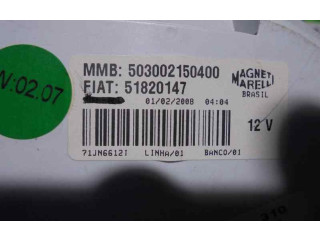 N:02.07
MMB: 503002150400
FIAT: 51820147
MAGNETI
MARELLI
BRASIL
01/02/2008 04:04
12 V
71JN6612I LINHA/01 BANCO/01